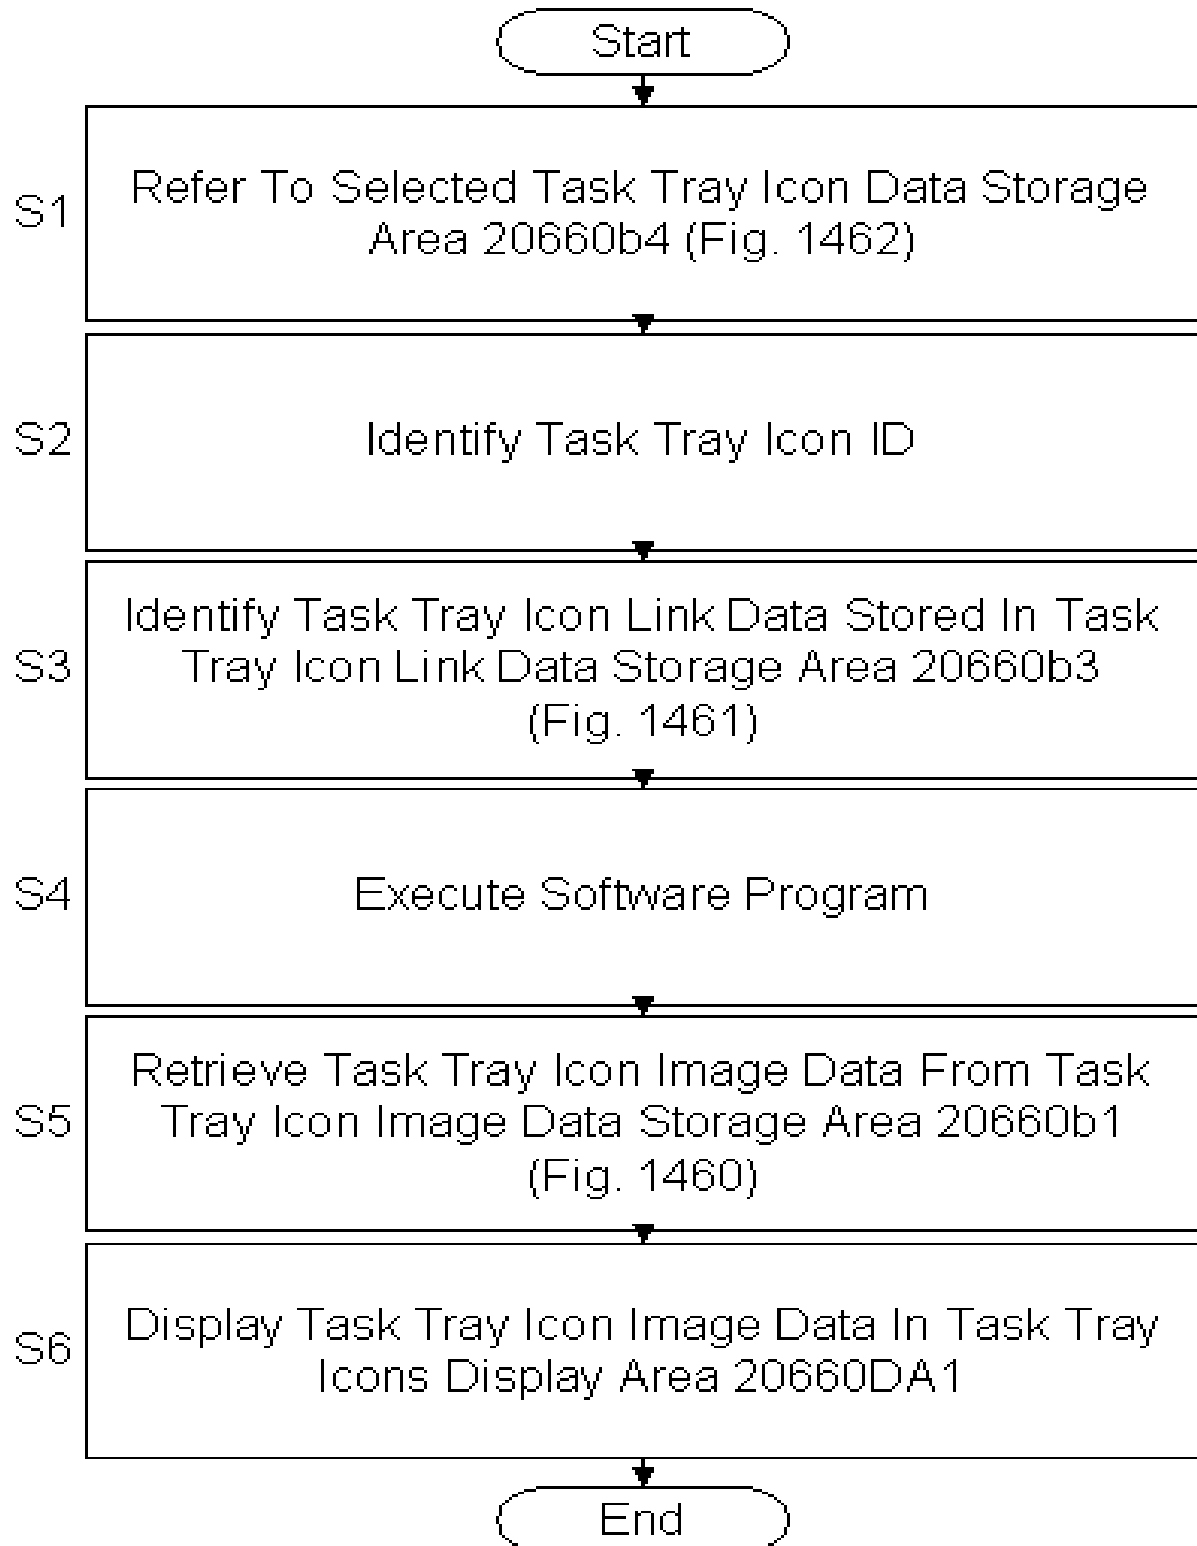 Start
S1
Refer To Selected Task Tray Icon Data Storage
Area 20660b4 (Fig. 1462)
S2
Identify Task Tray Icon ID
S3
Identify Task Tray Icon Link Data Stored In Task
Tray Icon Link Data Storage Area 20660b3
(Fig. 1461)
S4
Execute Software Program
S5
Retrieve Task Tray Icon Image Data From Task
Tray Icon Image Data Storage Area 20660b1
(Fig. 1460)
S6
Display Task Tray Icon Image Data In Task Tray
Icons Display Area 20660DA1
End